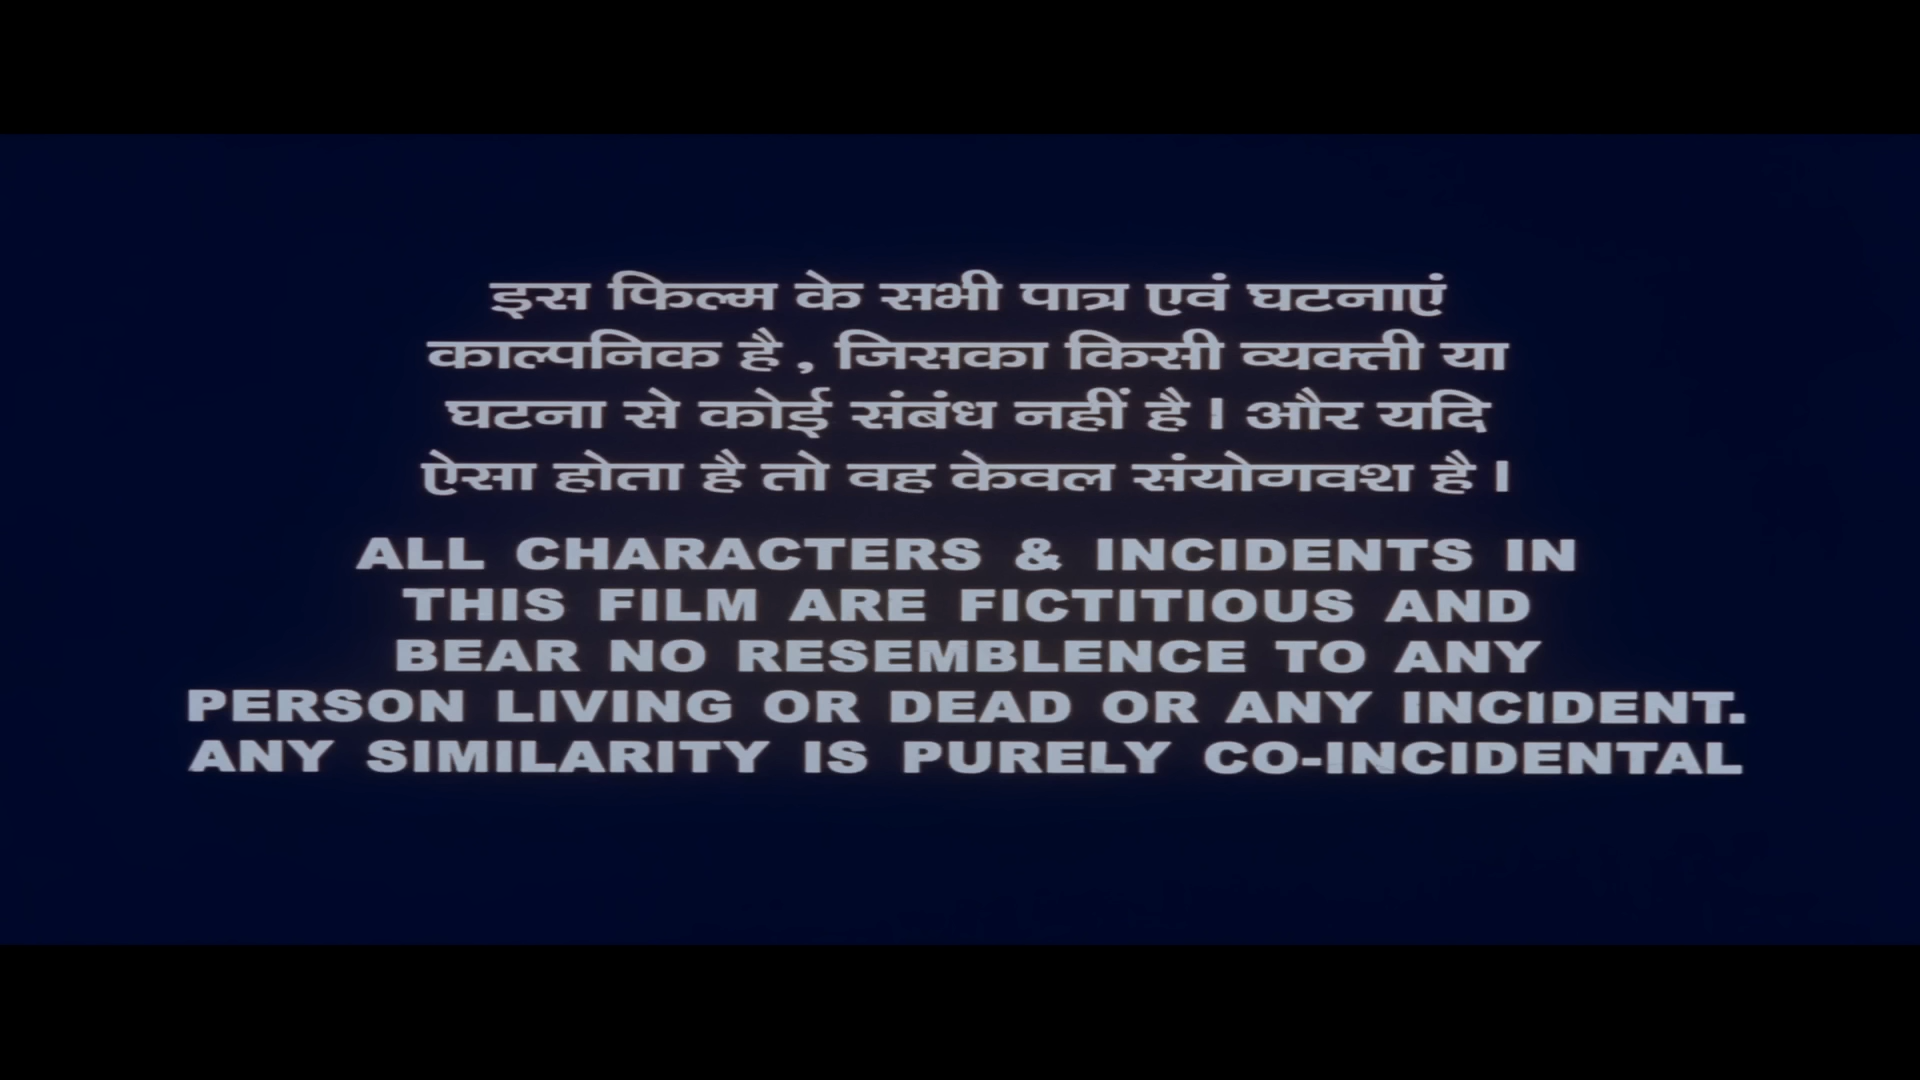 इस फिल्म के सभी पात्र एवं घटनाएं
काल्पनिक है , जिसका किसी व्यक्ती या
घटना से कोई संबंध नहीं है । और यदि
ऐसा होता है तो वह केवल संयोगवश है ।
ALL CHARACTERS & INCIDENTS IN
THIS FILM ARE FICTITIOUS AND
BEAR NO RESEMBLENCE TO ANY
PERSON LIVING OR DEAD OR ANY INCIDENT.
ANY SIMILARITY IS PURELY CO-INCIDENTAL